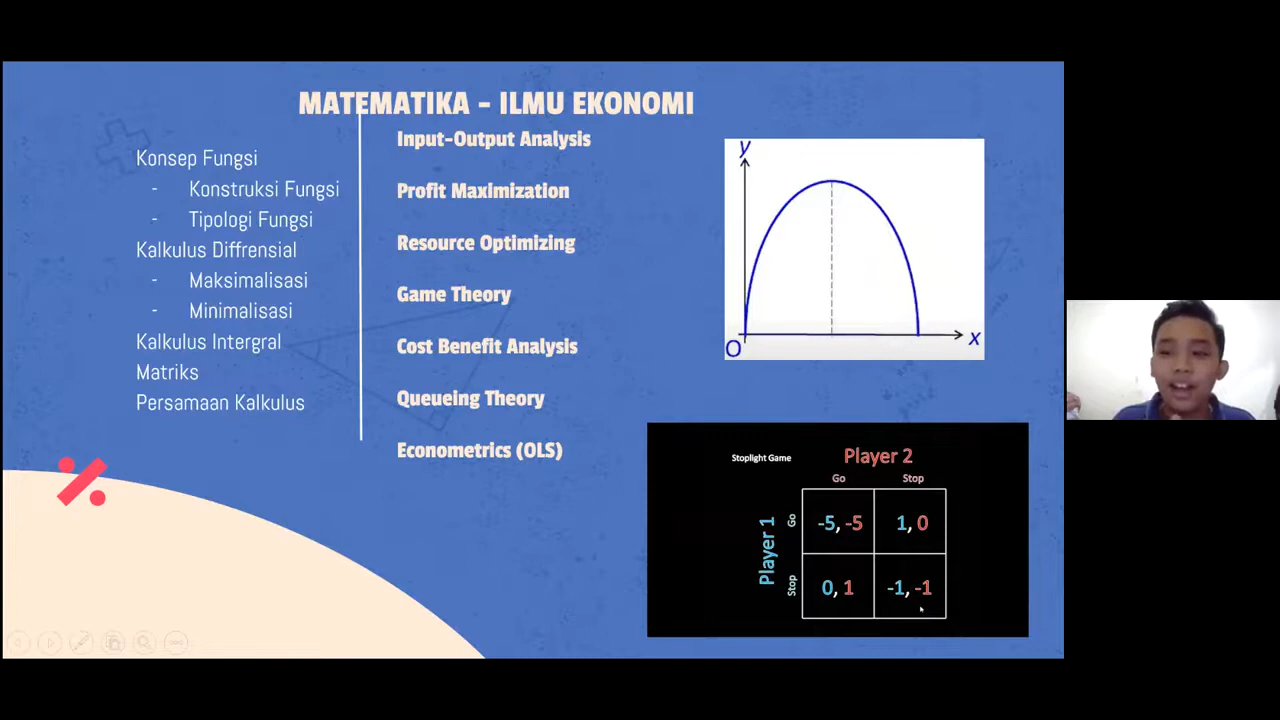 MATEMATIKA - ILMU EKONOMI
Konsep Fungsi
- Konstruksi Fungsi
- Tipologi Fungsi
Kalkulus Diffrensial
- Maksimalisasi
- Minimalisasi
Kalkulus Intergral
Matriks
Persamaan Kalkulus
Input-Output Analysis
Profit Maximization
Resource Optimizing
Game Theory
Cost Benefit Analysis
Queueing Theory
Econometrics (OLS)
y
O
x
Stoplight Game
Player 2
Go Stop
Player 1
Go
-5, -5 1, 0
Stop
0, 1 -1, -1